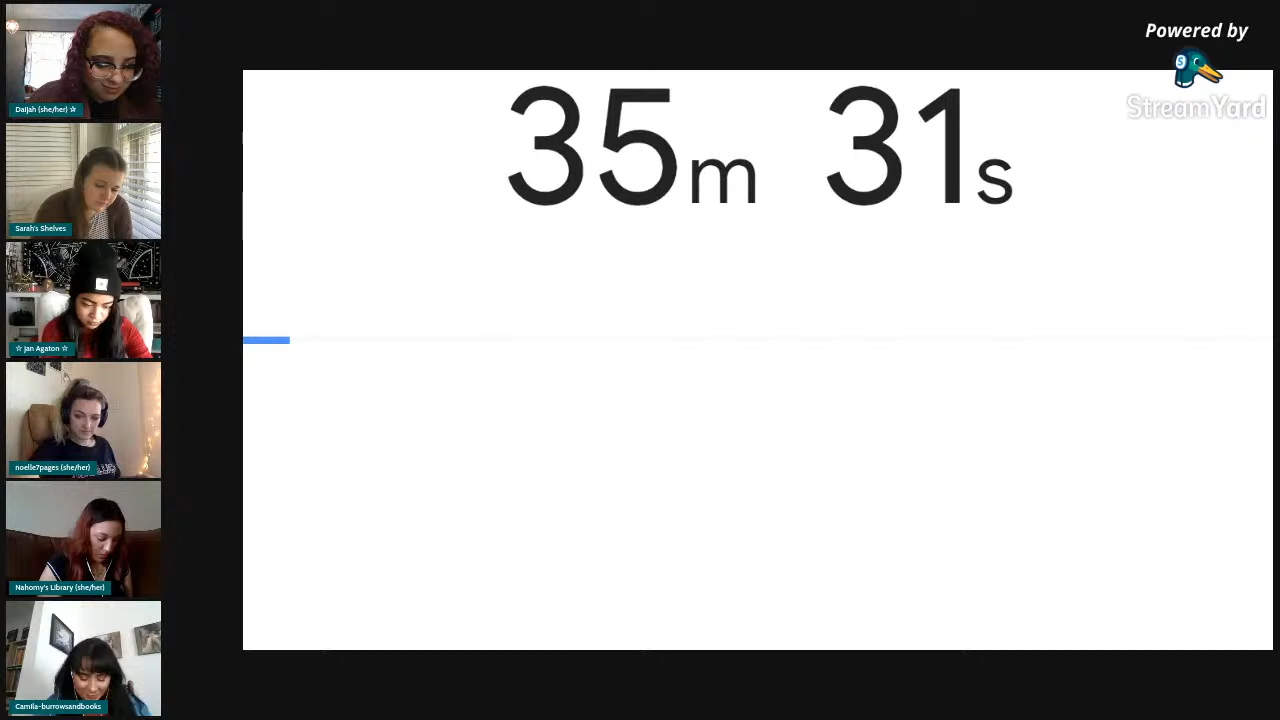 Powered by
StreamYard
35m 31s
Daijah (she/her) ☆
Sarah's Shelves
☆ Jan Agaton ☆
noelle7pages (she/her)
Nahomy's Library (she/her)
Camila-burrowsandbooks